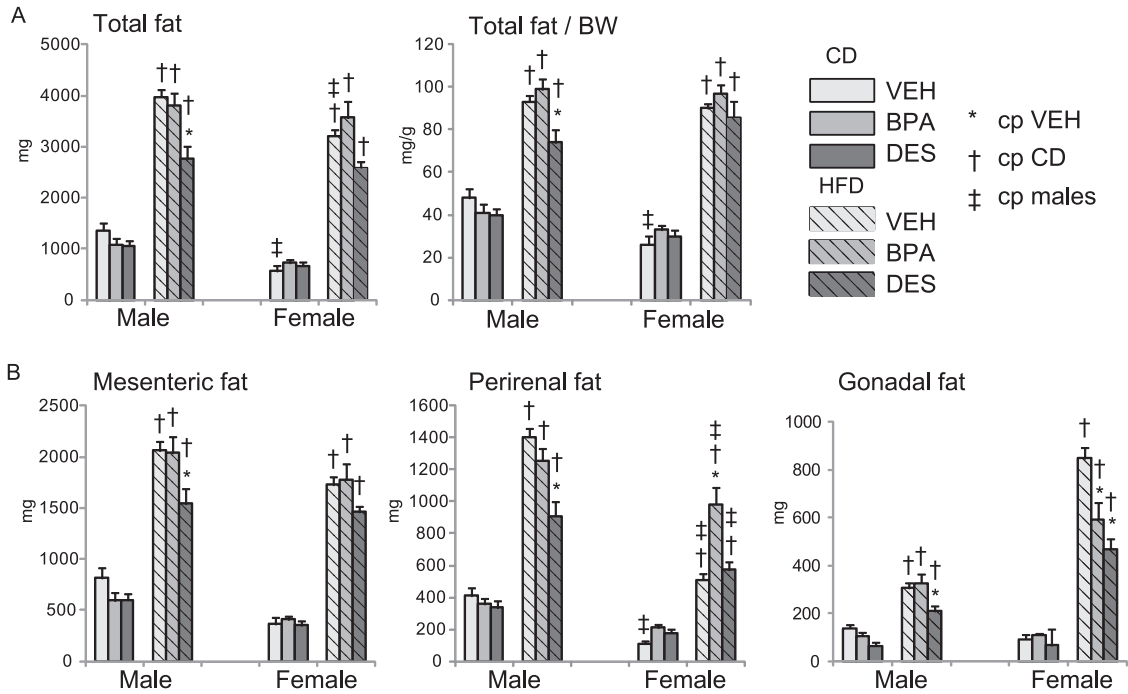 A
Total fat
5000
4000
3000
2000
1000
0
mg
†† † * ‡ ‡ † † †
Male Female
Total fat / BW
120
100
80
60
40
20
0
mg/g
† † † * ‡ † † †
Male Female
CD
VEH
BPA
DES
HFD
VEH
BPA
DES
* cp VEH
† cp CD
‡ cp males
B
Mesenteric fat
2500
2000
1500
1000
500
0
mg
† † † * † † †
Male Female
Perirenal fat
1600
1400
1200
1000
800
600
400
200
0
mg
† † † * ‡ ‡ † ‡ † * ‡ †
Male Female
Gonadal fat
1000
800
600
400
200
0
mg
† † † * † † * † *
Male Female